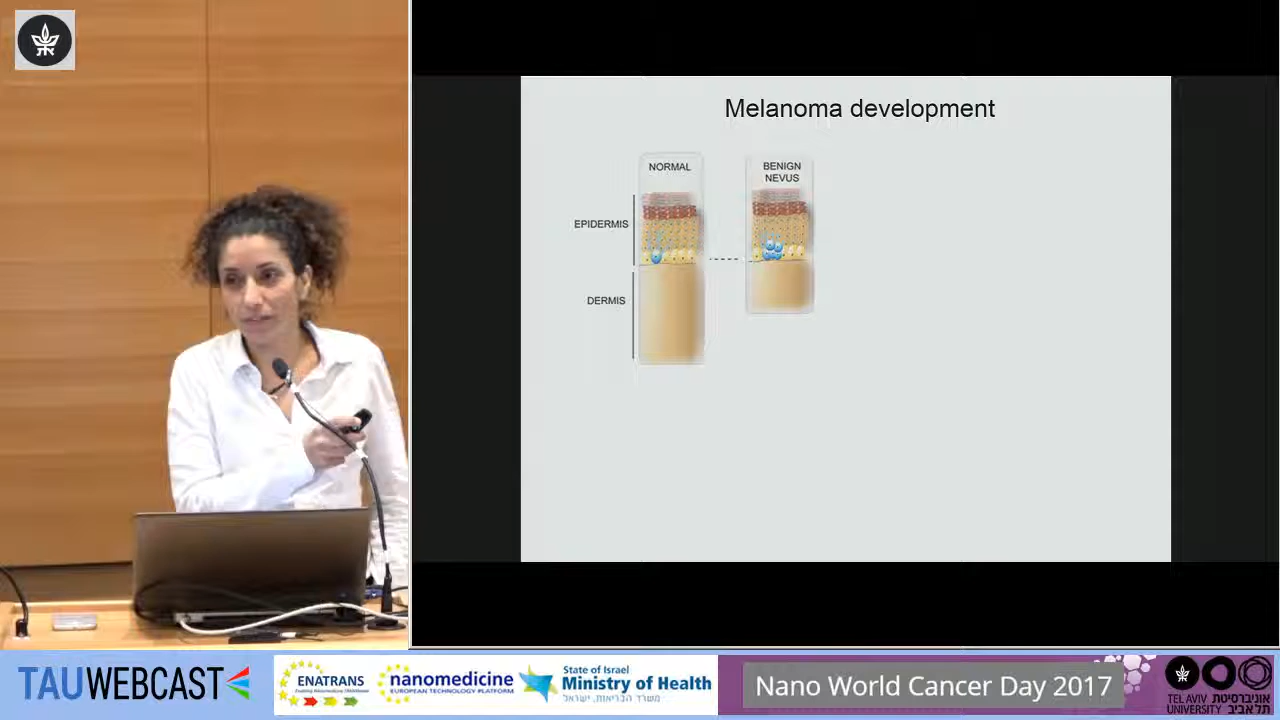 Melanoma development
NORMAL
BENIGN
NEVUS
EPIDERMIS
DERMIS
TAUWEBCAST
ENATRANS
nanomedicine
EUROPEAN TECHNOLOGY PLATFORM
State of Israel
Ministry of Health
משרד הבריאות, ישראל
Nano World Cancer Day 2017
TEL AVIV
UNIVERSITY
אוניברסיטת
תל אביב